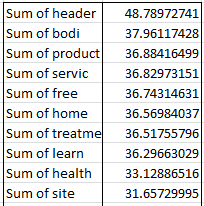 Sum of header 48.78972741
Sum of bodi 37.96117428
Sum of product 36.88416499
Sum of servic 36.82973151
Sum of free 36.74314631
Sum of home 36.56984037
Sum of treatme 36.51755796
Sum of learn 36.29663029
Sum of health 33.12886516
Sum of site 31.65729995